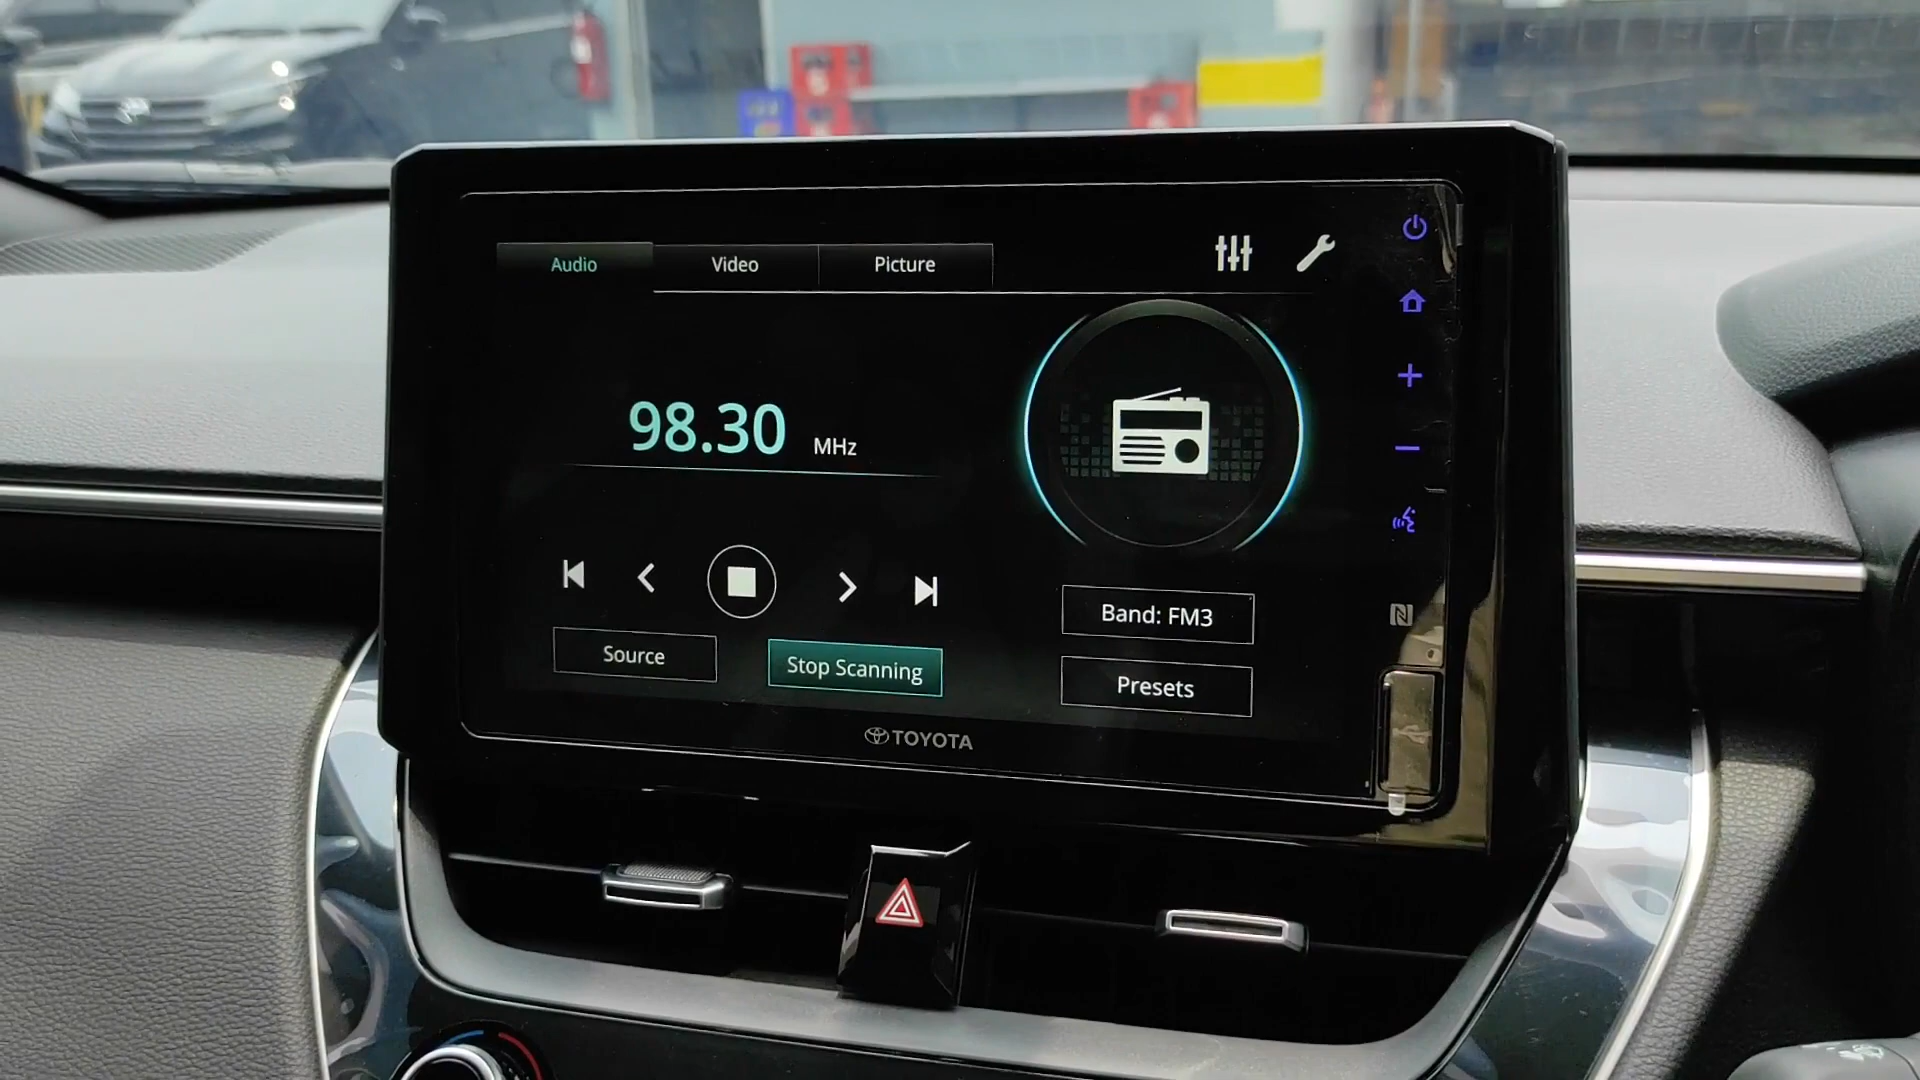 Audio Video Picture
98.30 MHz
Band: FM3
Source Stop Scanning
Presets
TOYOTA